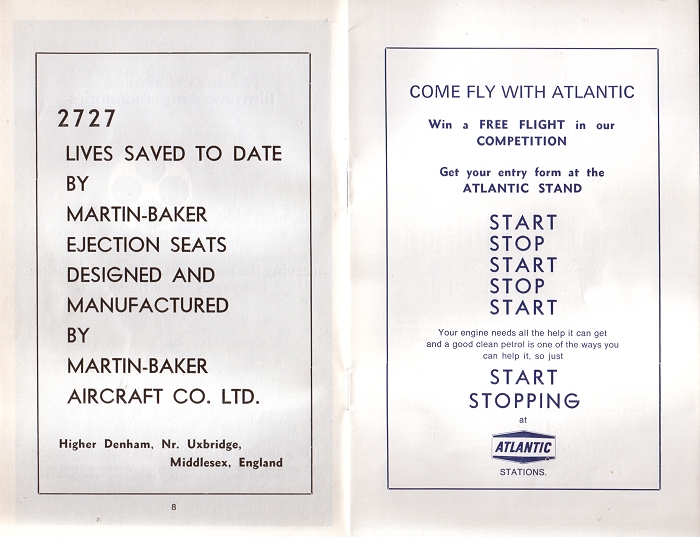 2727
LIVES SAVED TO DATE
BY
MARTIN-BAKER
EJECTION SEATS
DESIGNED AND
MANUFACTURED
BY
MARTIN-BAKER
AIRCRAFT CO. LTD.
Higher Denham, Nr. Uxbridge,
Middlesex, England
8
COME FLY WITH ATLANTIC
Win a FREE FLIGHT in our
COMPETITION
Get your entry form at the
ATLANTIC STAND
START
STOP
START
STOP
START
Your engine needs all the help it can get
and a good clean petrol is one of the ways you
can help it, so just
START
STOPPING
at
ATLANTIC
STATIONS.